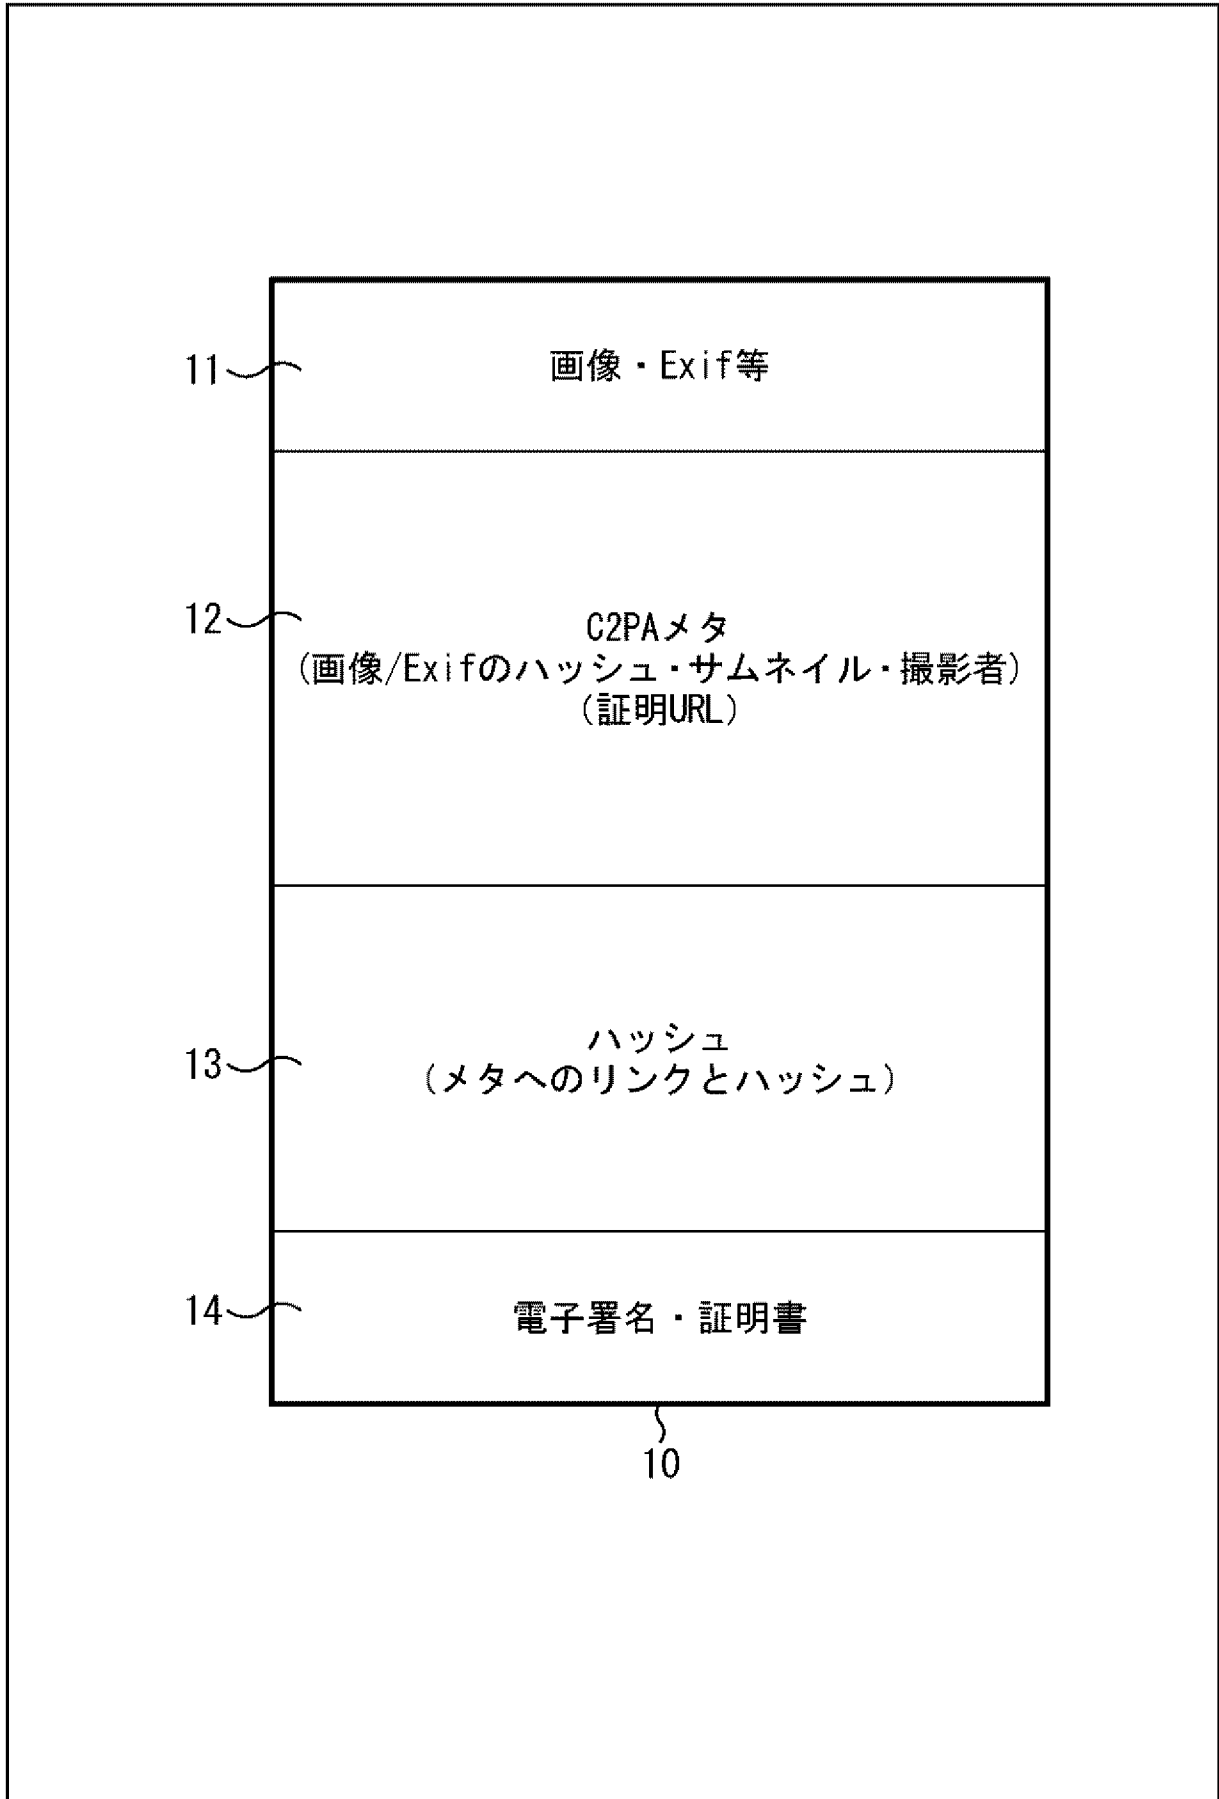 11
画像・Exif等
12
C2PAメタ
(画像/Exifのハッシュ・サムネイル・撮影者)
(証明URL)
13
ハッシュ
(メタへのリンクとハッシュ)
14
電子署名・証明書
10